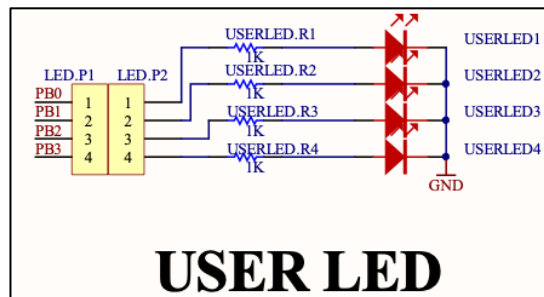 USERLED.R1
USERLED1
1K
LED.P1 LED.P2
USERLED.R2
USERLED2
PB0 1 1
1K
PB1 2 2
USERLED.R3
USERLED3
PB2 3 3
1K
PB3 4 4
USERLED.R4
USERLED4
1K
GND
USER LED